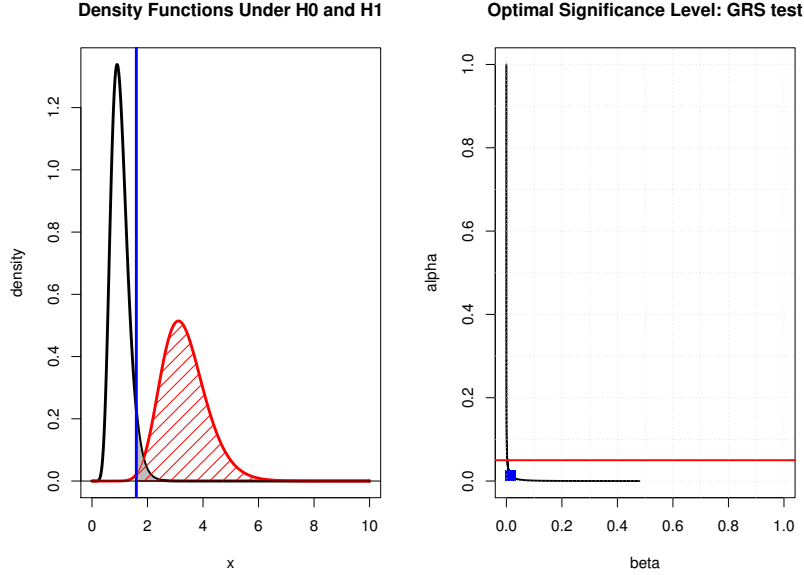 Density Functions Under H0 and H1
density
0.0 0.2 0.4 0.6 0.8 1.0 1.2
0 2 4 6 8 10
x
Optimal Significance Level: GRS test
alpha
0.0 0.2 0.4 0.6 0.8 1.0
0.0 0.2 0.4 0.6 0.8 1.0
beta